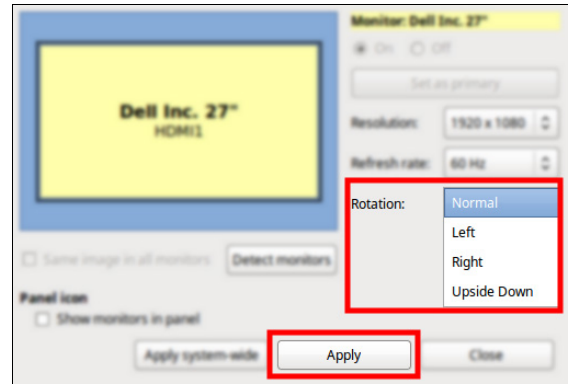 Monitor: Dell Inc. 27"
On Off
Set as primary
Dell Inc. 27"
HDMI1
Resolution: 1920 x 1080
Refresh rate: 60 Hz
Rotation: Normal
Left
Right
Upside Down
Same image in all monitors Detect monitors
Panel icon
Show monitors in panel
Apply system-wide Apply Close